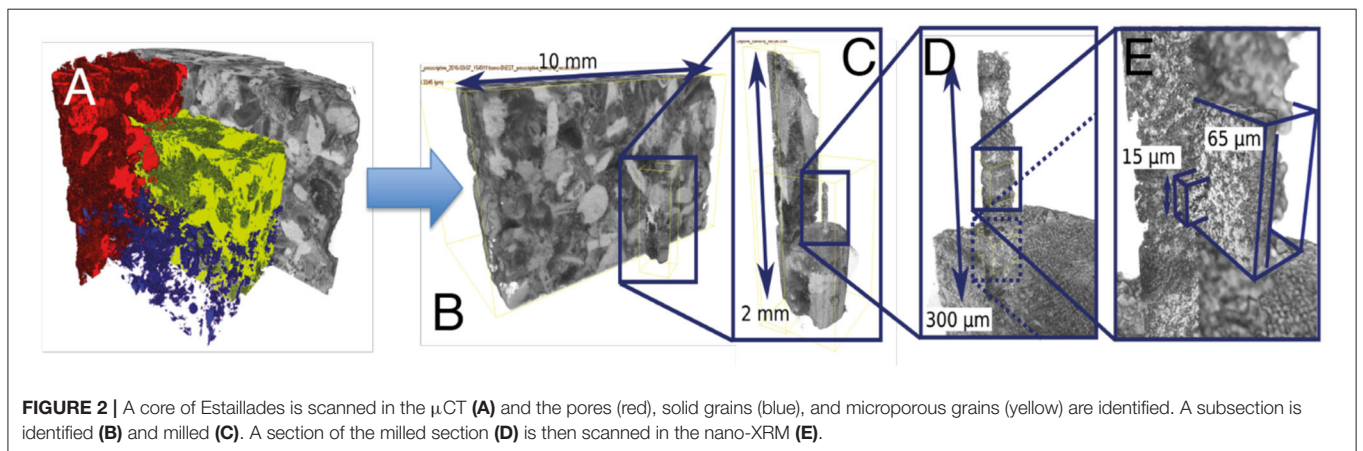 A
B
10 mm
C
2 mm
D
300 µm
E
15 µm
65 µm
FIGURE 2 | A core of Estaillades is scanned in the µCT (A) and the pores (red), solid grains (blue), and microporous grains (yellow) are identified. A subsection is
identified (B) and milled (C). A section of the milled section (D) is then scanned in the nano-XRM (E).